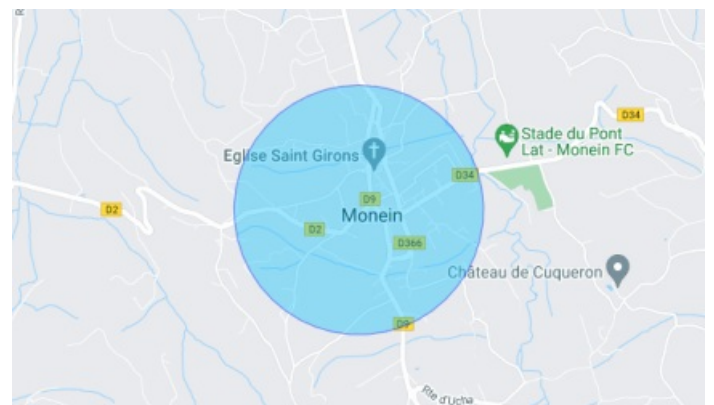 D34
Stade du Pont
Lat - Monein FC
Eglise Saint Girons
D34
D9
D2
Monein
D2
D366
Château de Cuqueron
D9
Rte d'Ucha